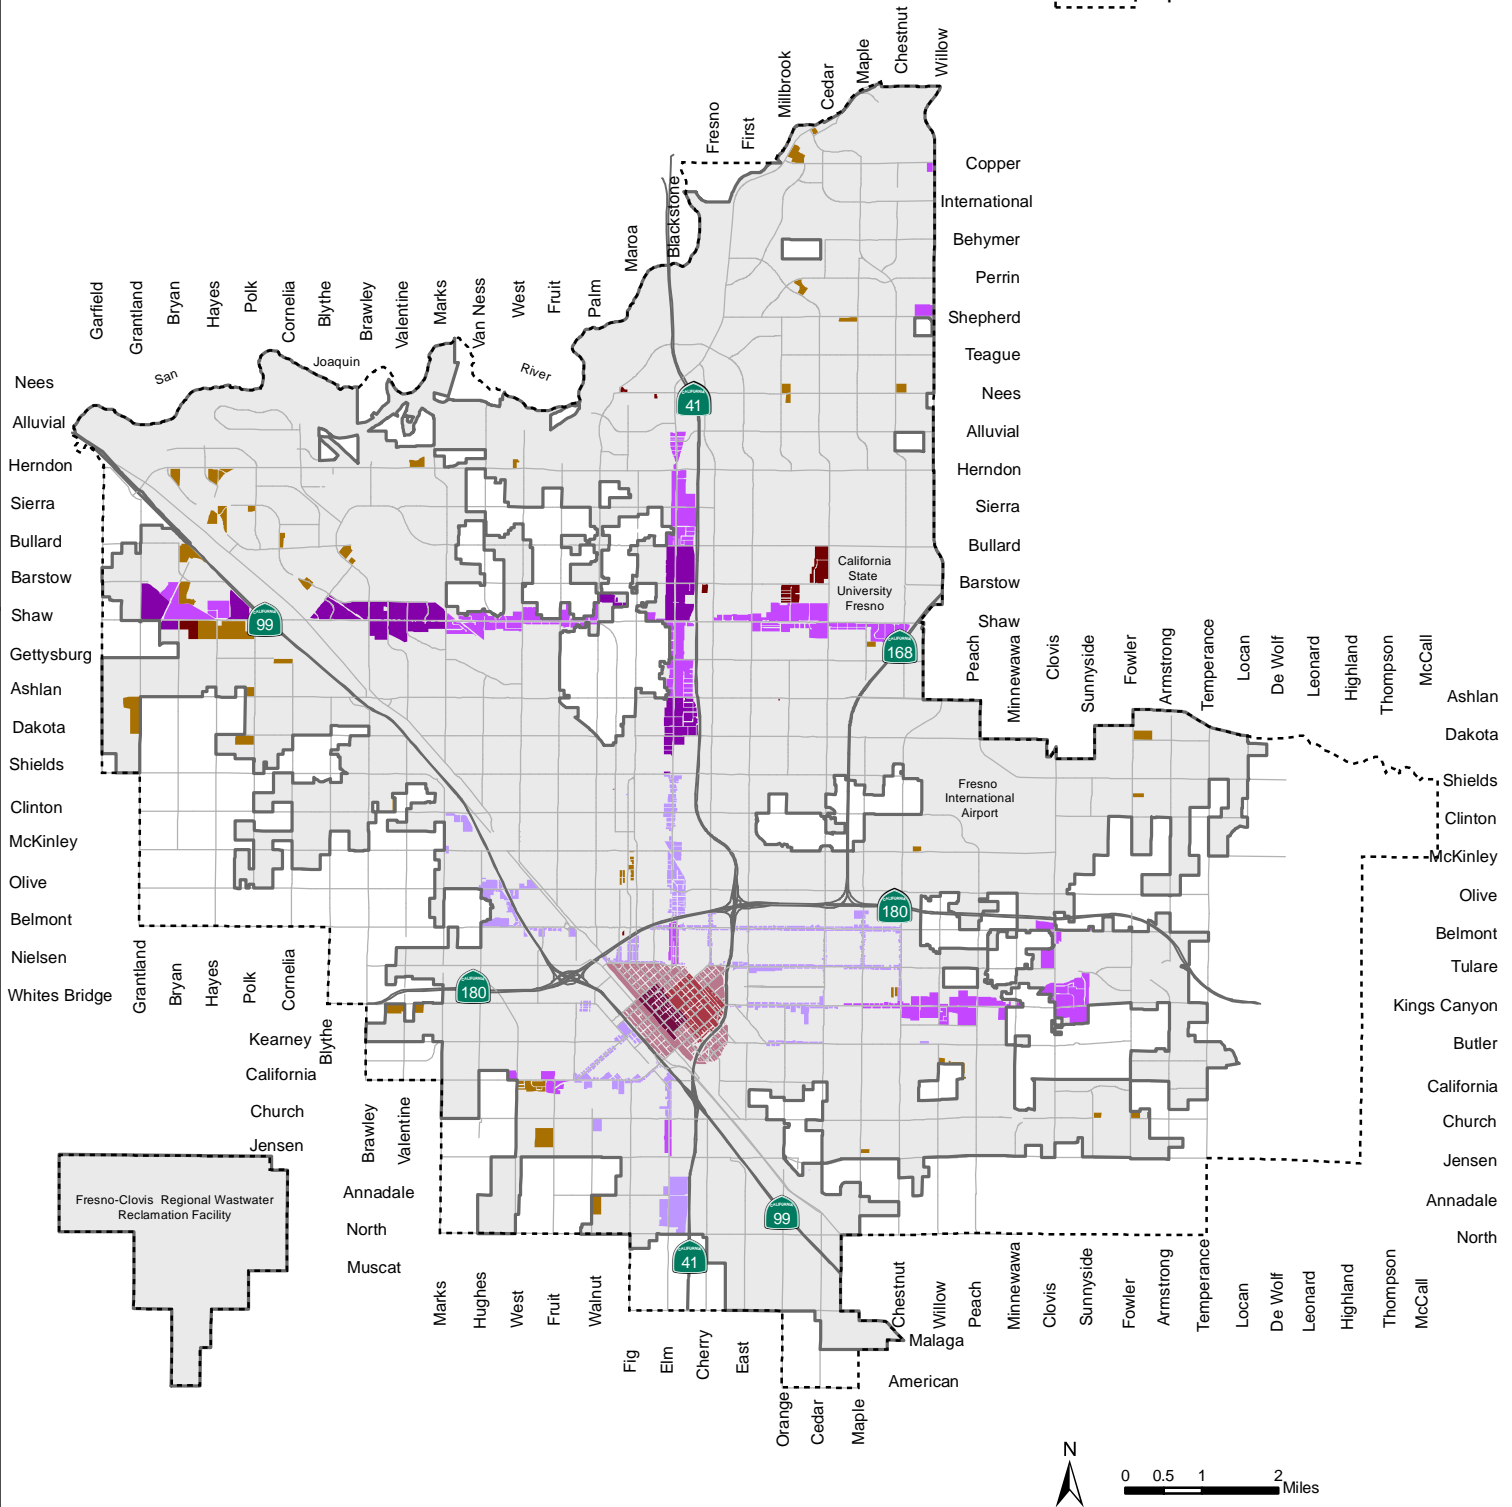 Chestnut
Willow
Maple
Cedar
Millbrook
First
Fresno
Blackstone
Maroa
Palm
Fruit
West
Van Ness
Marks
Valentine
Brawley
Blythe
Cornelia
Polk
Hayes
Bryan
Grantland
Garfield
Copper
International
Behymer
Perrin
Shepherd
Teague
Nees
Alluvial
Herndon
Sierra
Bullard
Barstow
Shaw
San
Joaquin
River
Nees
Alluvial
Herndon
Sierra
Bullard
Barstow
Shaw
Gettysburg
Ashlan
Dakota
Shields
Clinton
McKinley
Olive
Belmont
Nielsen
Whites Bridge
CALIFORNIA
41
CALIFORNIA
99
CALIFORNIA
168
CALIFORNIA
180
CALIFORNIA
180
CALIFORNIA
99
CALIFORNIA
41
California
State
University
Fresno
Fresno
International
Airport
Peach
Minnewawa
Clovis
Sunnyside
Fowler
Armstrong
Temperance
Locan
De Wolf
Leonard
Highland
Thompson
McCall
Ashlan
Dakota
Shields
Clinton
McKinley
Olive
Belmont
Tulare
Kings Canyon
Butler
California
Church
Jensen
Annadale
North
Grantland
Bryan
Hayes
Polk
Cornelia
Blythe
Kearney
California
Church
Jensen
Brawley
Valentine
Annadale
North
Muscat
Fresno-Clovis Regional Wastwater
Reclamation Facility
Marks
Hughes
West
Fruit
Walnut
Fig
Elm
Cherry
East
Orange
Cedar
Maple
Chestnut
Willow
Peach
Minnewawa
Clovis
Sunnyside
Fowler
Armstrong
Temperance
Locan
De Wolf
Leonard
Highland
Thompson
McCall
Malaga
American
N
0 0.5 1 2
Miles